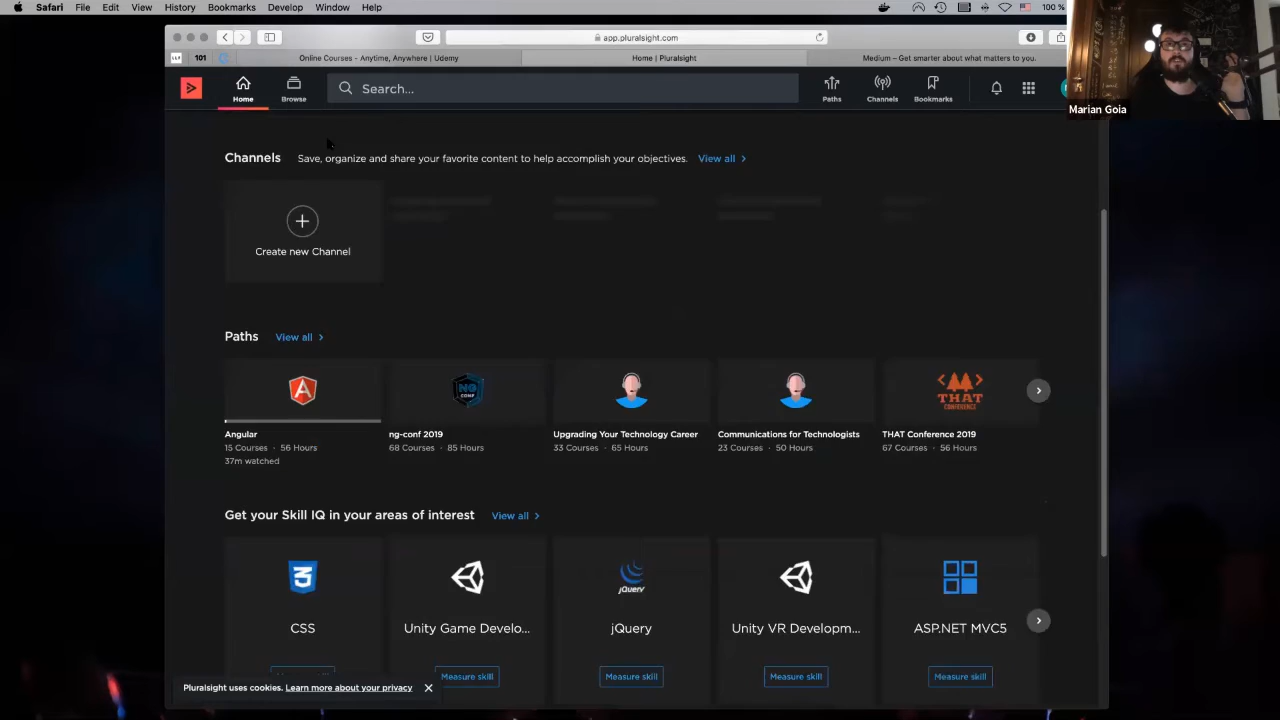 Safari File Edit View History Bookmarks Develop Window Help 100 %
app.pluralsight.com
101 Online Courses - Anytime, Anywhere | Udemy Home | Pluralsight Medium – Get smarter about what matters to you.
Home Browse Search... Paths Channels Bookmarks
Marian Goia
Channels Save, organize and share your favorite content to help accomplish your objectives. View all
Create new Channel
Paths View all
A NG CONF THAT CONFERENCE
Angular ng-conf 2019 Upgrading Your Technology Career Communications for Technologists THAT Conference 2019
15 Courses · 56 Hours 68 Courses · 85 Hours 33 Courses · 65 Hours 23 Courses · 50 Hours 67 Courses · 56 Hours
37m watched
Get your Skill IQ in your areas of interest View all
3 jQuery
CSS Unity Game Develo... jQuery Unity VR Developm... ASP.NET MVC5
Measure skill Measure skill Measure skill Measure skill
Pluralsight uses cookies. Learn more about your privacy